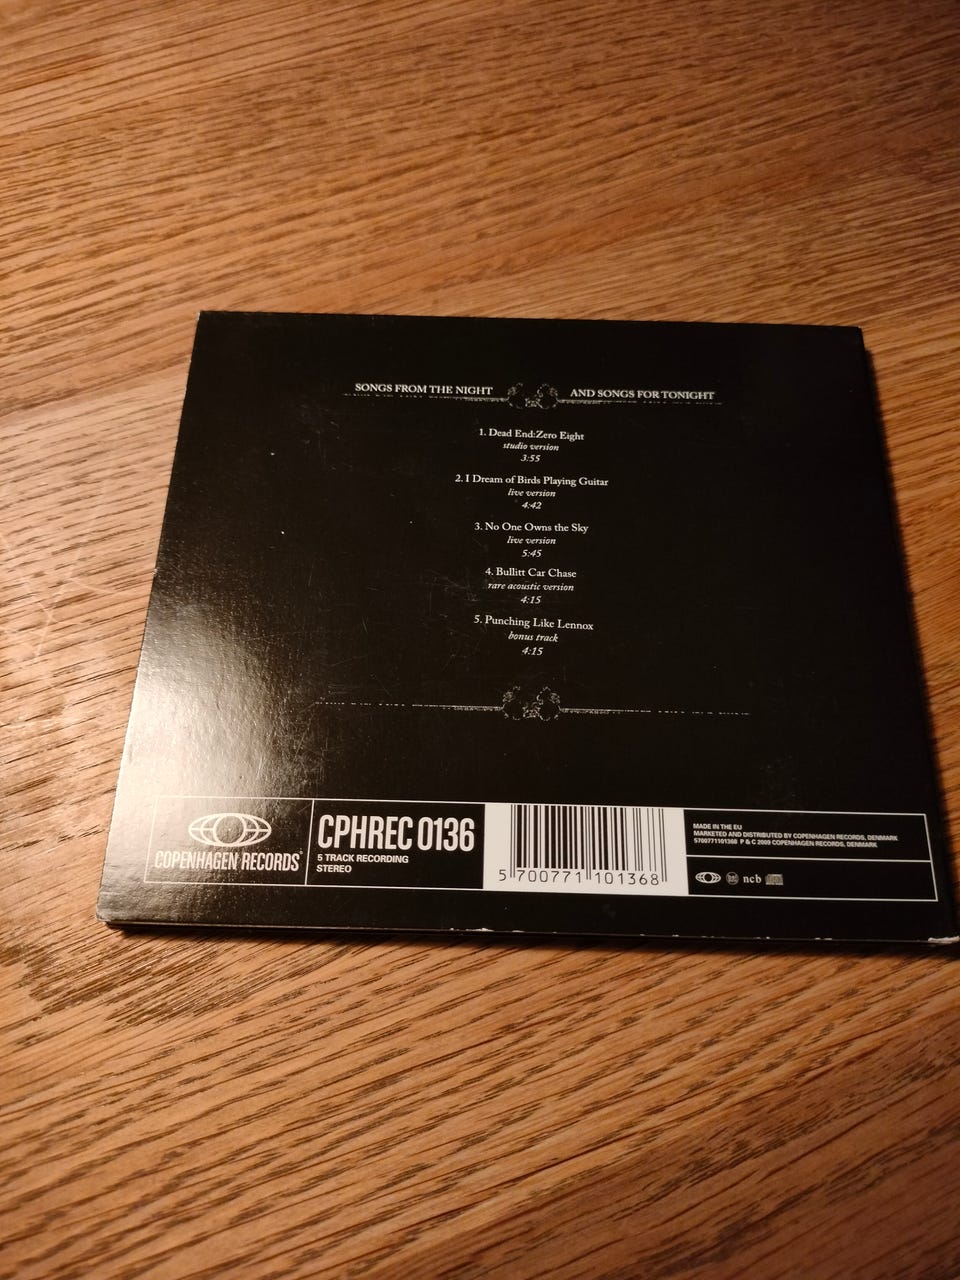 SONGS FROM THE NIGHT AND SONGS FOR TONIGHT
1. Dead End:Zero Eight
studio version
3:55
2. I Dream of Birds Playing Guitar
live version
4:42
3. No One Owns the Sky
live version
5:45
4. Bullitt Car Chase
rare acoustic version
4:15
5. Punching Like Lennox
bonus track
4:15
COPENHAGEN RECORDS
CPHREC 0136
5 TRACK RECORDING
STEREO
5 700771 101368
MADE IN THE EU
MARKETED AND DISTRIBUTED BY COPENHAGEN RECORDS, DENMARK
5700771101368 P & C 2009 COPENHAGEN RECORDS, DENMARK
ncb